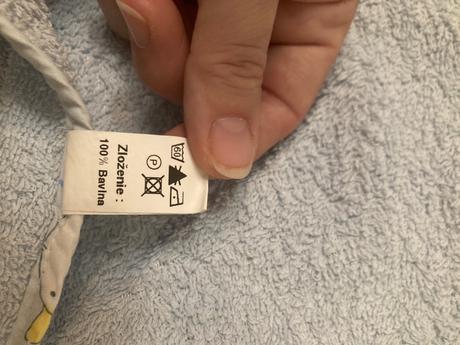 60
P
Zloženie :
100% Bavlna